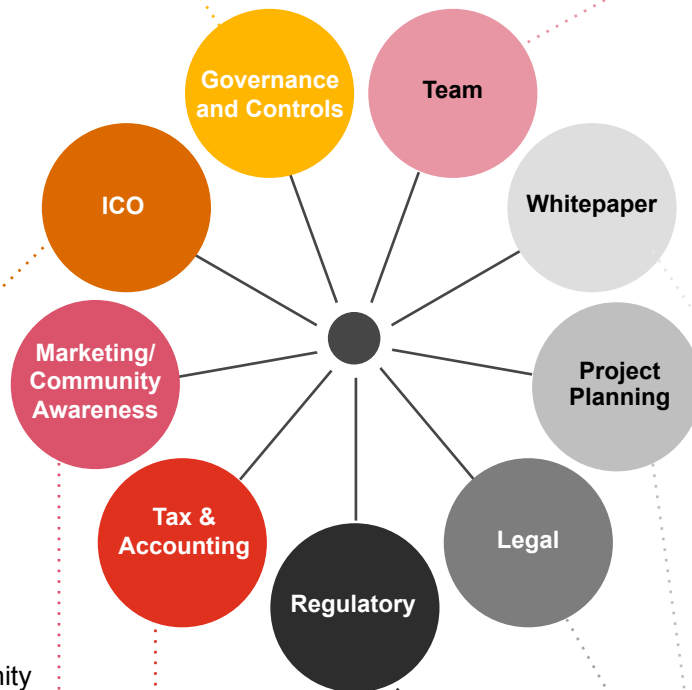 Governance
and Controls
Team
ICO
Whitepaper
Marketing/
Community
Awareness
Project
Planning
Tax &
Accounting
Legal
Regulatory